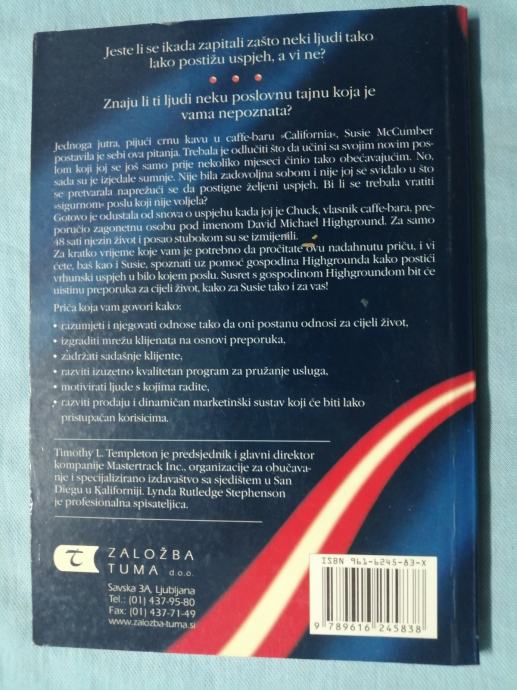 Jeste li se ikada zapitali zašto neki ljudi tako
lako postižu uspjeh, a vi ne?
• • •
Znaju li ti ljudi neku poslovnu tajnu koja je
vama nepoznata?
Jednoga jutra, pijući crnu kavu u caffe-baru »California«, Susie McCumber
postavila je sebi ova pitanja. Trebala je odlučiti što da učini sa svojim novim pos-
lom koji joj se još samo prije nekoliko mjeseci činio tako obećavajućim. No,
sada su je izjedale sumnje. Nije bila zadovoljna sobom i nije joj se sviđalo u što
se pretvarala naprežući se da postigne željeni uspjeh. Bi li se trebala vratiti
»sigurnom« poslu koji nije voljela?
Gotovo je odustala od snova o uspjehu kada joj je Chuck, vlasnik caffe-bara, pre-
poručio zagonetnu osobu pod imenom David Michael Highground. Za samo
48 sati njezin život i posao stubokom su se izmijenili.
Za kratko vrijeme koje vam je potrebno da pročitate ovu nadahnutu priču, i vi
ćete, baš kao i Susie, spoznati uz pomoć gospodina Highgrounda kako postići
vrhunski uspjeh u bilo kojem poslu. Susret s gospodinom Highgroundom bit će
uistinu preporuka za cijeli život, kako za Susie tako i za vas!
Priča koja vam govori kako:
• razumjeti i njegovati odnose tako da oni postanu odnosi za cijeli život,
• izgraditi mrežu klijenata na osnovi preporuka,
• zadržati sadašnje klijente,
• razviti izuzetno kvalitetan program za pružanje usluga,
• motivirati ljude s kojima radite,
• razviti prodaju i dinamičan marketinški sustav koji će biti lako
pristupačan korisicima.
Timothy L. Templeton je predsjednik i glavni direktor
kompanije Mastertrack Inc., organizacije za obučava-
nje i specijalizirano izdavaštvo sa sjedištem u San
Diegu u Kaliforniji. Lynda Rutledge Stephenson
je profesionalna spisateljica.
t
ZALOŽBA
TUMA d.o.o.
Savska 3A, Ljubljana
Tel.: (01) 437-95-80
Fax: (01) 437-71-49
www.zalozba-tuma.si
ISBN 961-6245-83-X
9 789616 245838